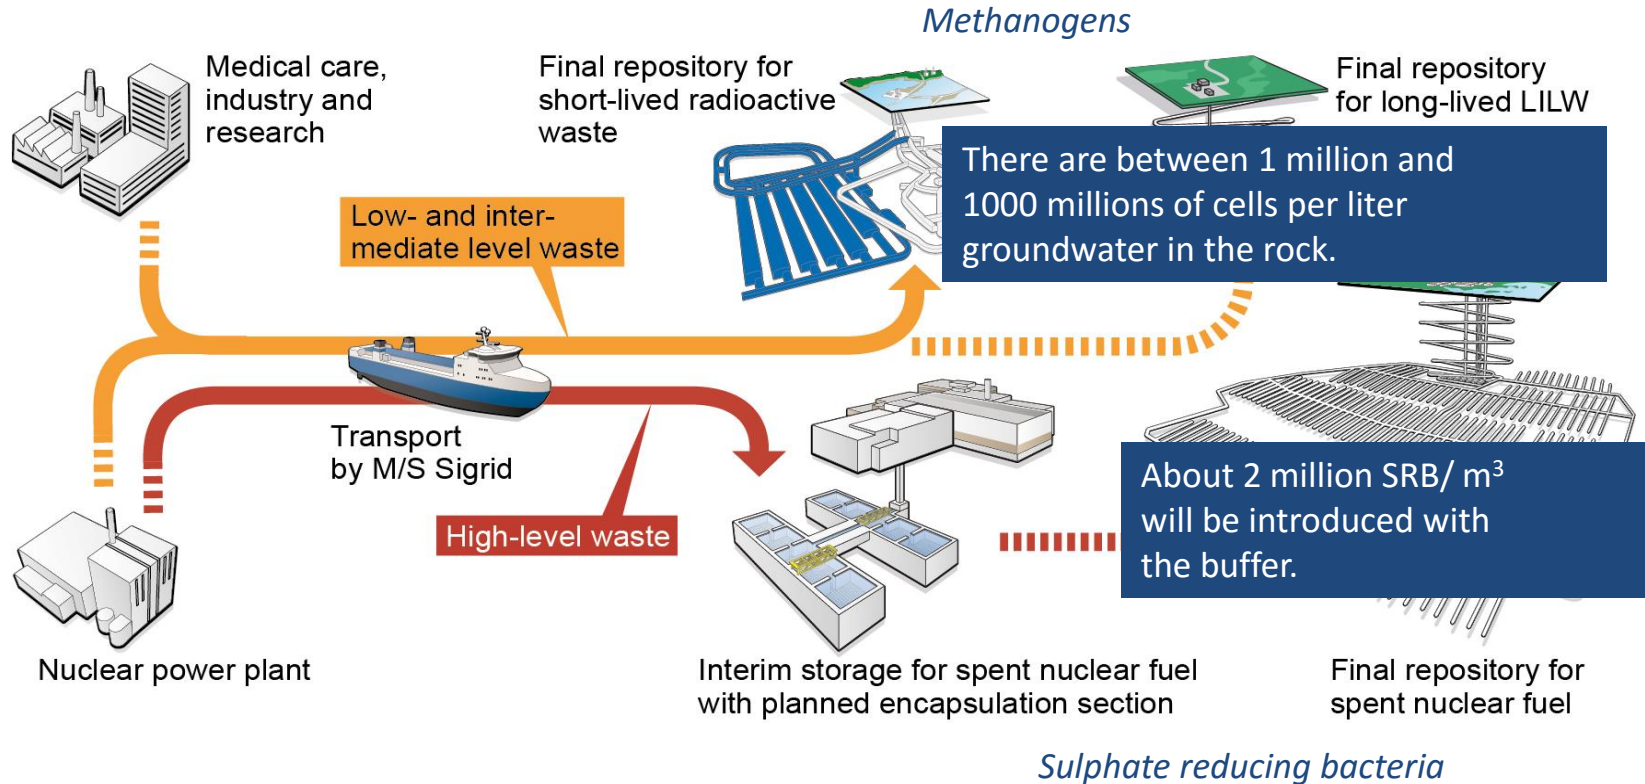 Methanogens
Medical care,
industry and
research
Final repository for
short-lived radioactive
waste
Final repository
for long-lived LILW
There are between 1 million and
1000 millions of cells per liter
groundwater in the rock.
Low- and inter-
mediate level waste
Transport
by M/S Sigrid
High-level waste
About 2 million SRB/ m³
will be introduced with
the buffer.
Nuclear power plant
Interim storage for spent nuclear fuel
with planned encapsulation section
Final repository for
spent nuclear fuel
Sulphate reducing bacteria